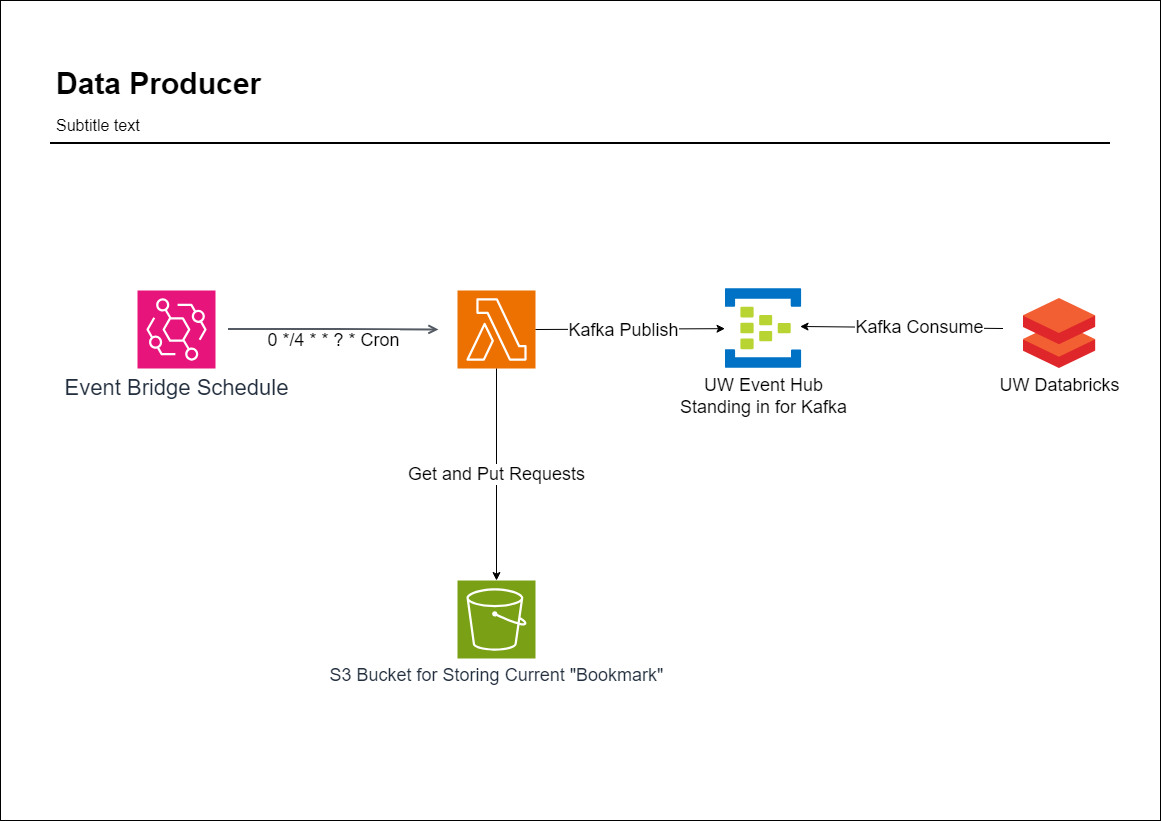 Data Producer
Subtitle text
0 */4 * * ? * Cron
Kafka Publish
Kafka Consume
Event Bridge Schedule
UW Event Hub
Standing in for Kafka
UW Databricks
Get and Put Requests
S3 Bucket for Storing Current "Bookmark"